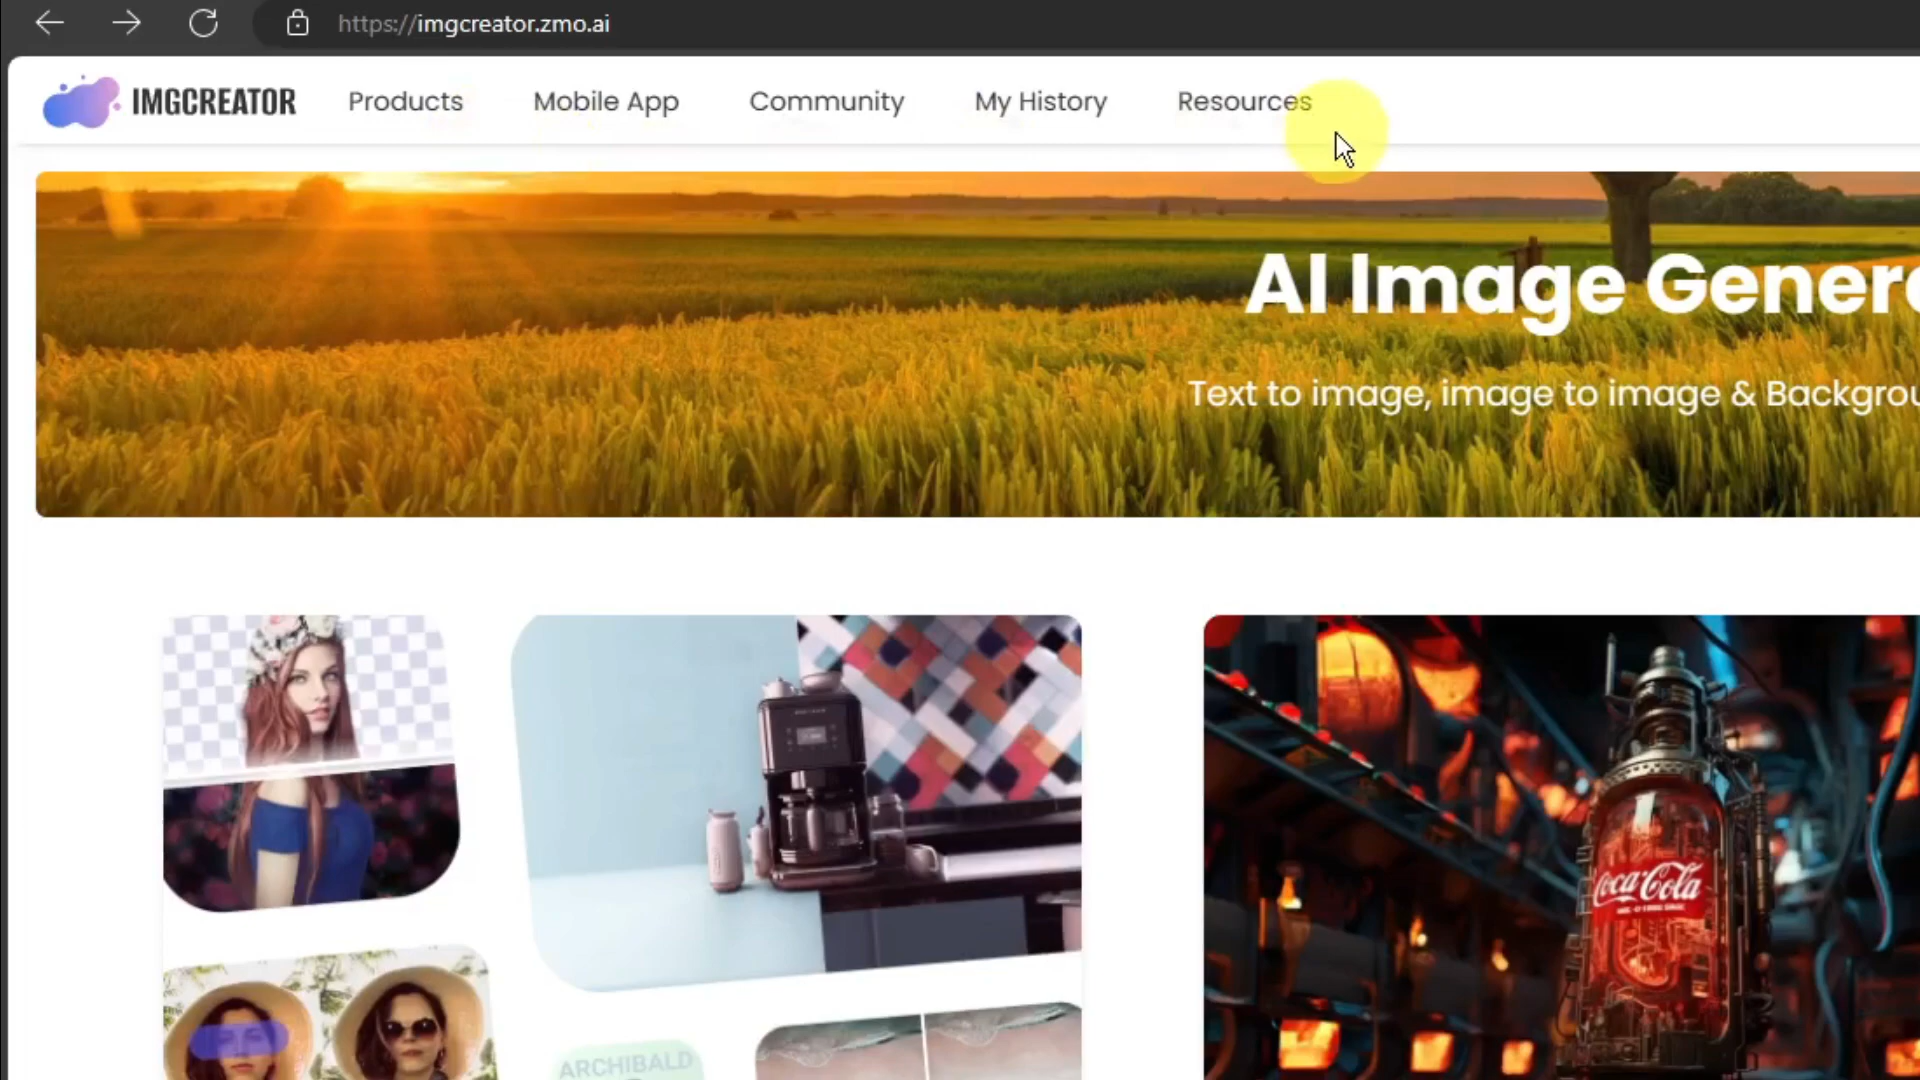 https://imgcreator.zmo.ai
IMGCREATOR
Products
Mobile App
Community
My History
Resources
AI Image Genera
Text to image, image to image & Backgrou
Coca-Cola
ARCHIBALD